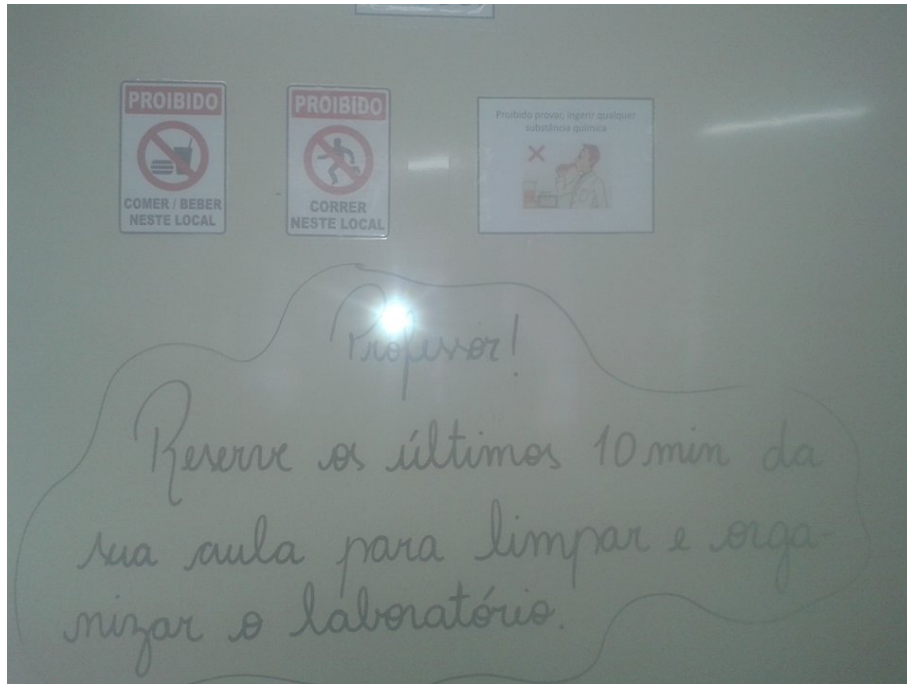 PROIBIDO
COMER / BEBER
NESTE LOCAL
PROIBIDO
CORRER
NESTE LOCAL
Proibido provar, ingerir qualquer
substância química
Professor!
Reserve os últimos 10 min da
sua aula para limpar e orga-
nizar o laboratório.